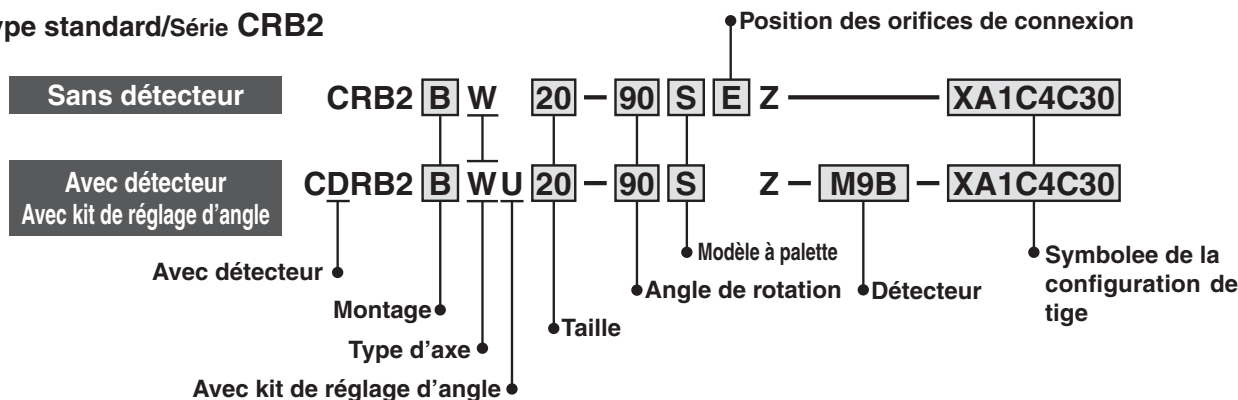 ype standard/Série CRB2
Position des orifices de connexion
Sans détecteur CRB2 B W 20 – 90 S E Z — XA1C4C30
Avec détecteur
Avec kit de réglage d'angle
CDRB2 B W U 20 – 90 S Z – M9B – XA1C4C30
Avec détecteur
Modèle à palette
Symbolee de la
configuration de
tige
Angle de rotation
Détecteur
Montage
Taille
Type d'axe
Avec kit de réglage d'angle